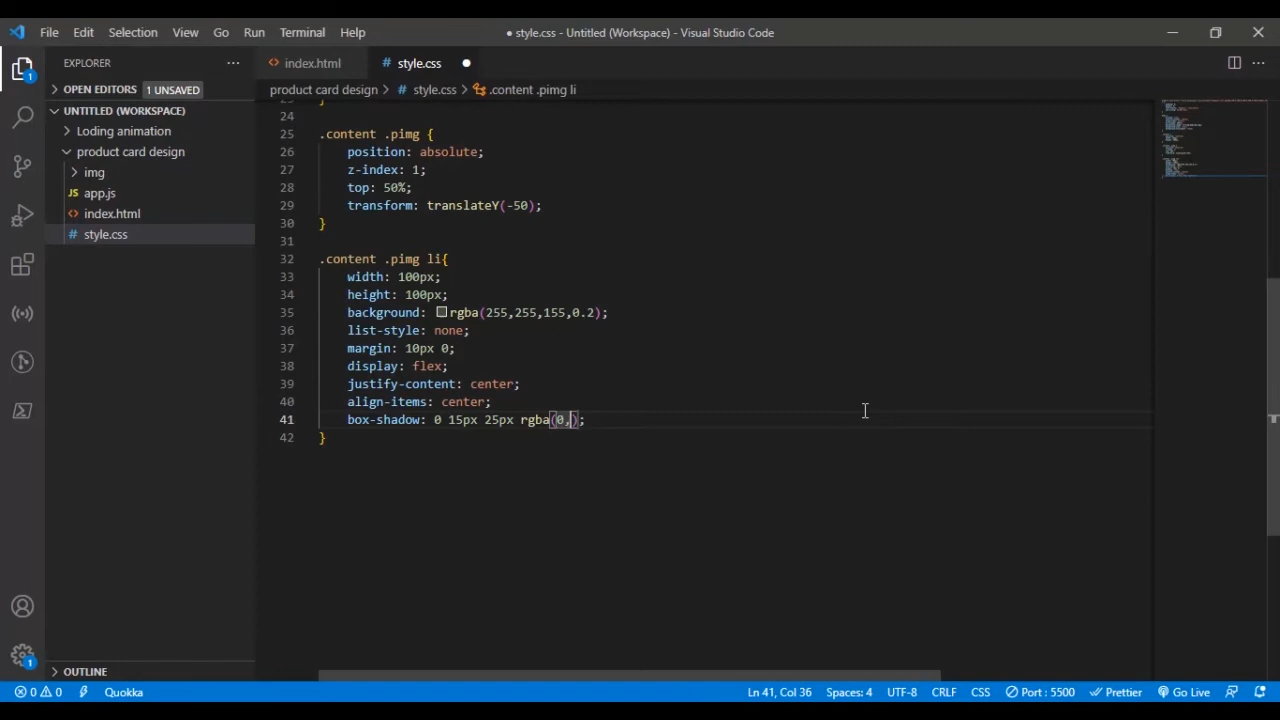 File Edit Selection View Go Run Terminal Help
● style.css - Untitled (Workspace) - Visual Studio Code
EXPLORER
index.html
# style.css
OPEN EDITORS 1 UNSAVED
product card design > # style.css > .content .pimg li
UNTITLED (WORKSPACE)
Loding animation
product card design
img
JS app.js
index.html
# style.css
24
25 .content .pimg {
26 position: absolute;
27 z-index: 1;
28 top: 50%;
29 transform: translateY(-50);
30 }
31
32 .content .pimg li{
33 width: 100px;
34 height: 100px;
35 background: rgba(255,255,155,0.2);
36 list-style: none;
37 margin: 10px 0;
38 display: flex;
39 justify-content: center;
40 align-items: center;
41 box-shadow: 0 15px 25px rgba(0,);
42 }
1
1
OUTLINE
0 0 Quokka
Ln 41, Col 36 Spaces: 4 UTF-8 CRLF CSS Port : 5500 Prettier Go Live